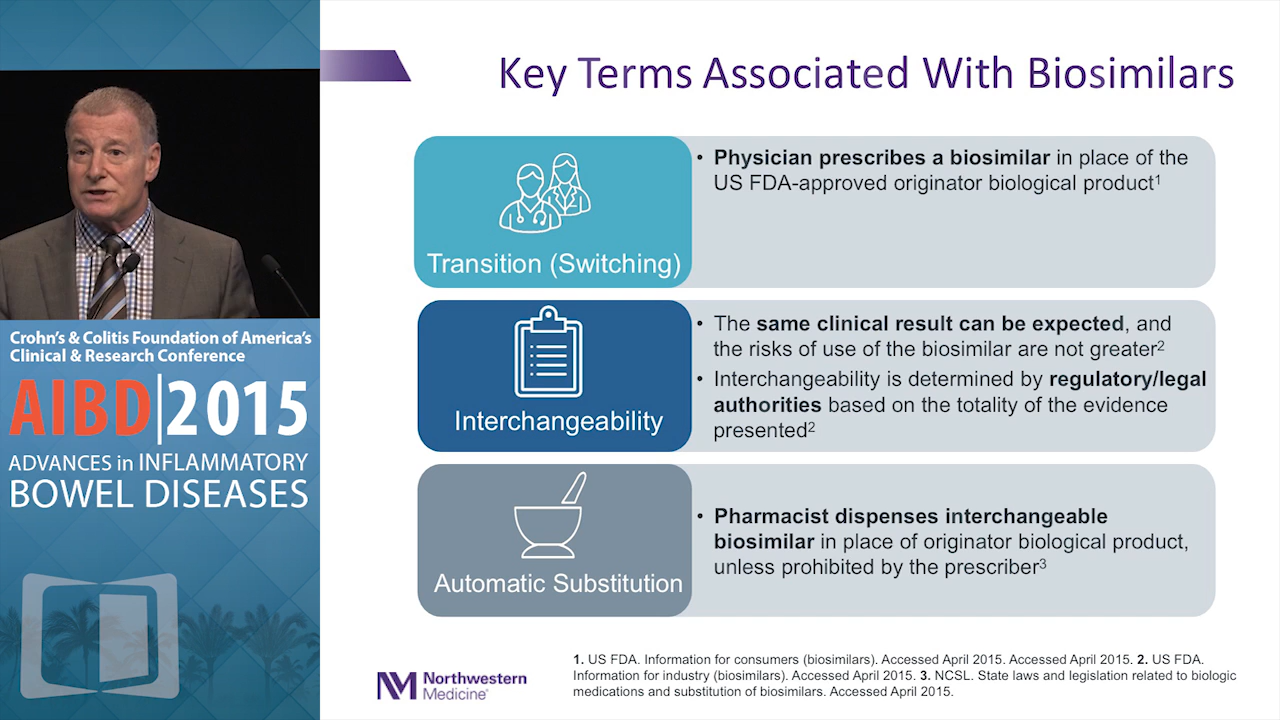 Key Terms Associated With Biosimilars
Transition (Switching)
• Physician prescribes a biosimilar in place of the
US FDA-approved originator biological product1
Interchangeability
• The same clinical result can be expected, and
the risks of use of the biosimilar are not greater2
• Interchangeability is determined by regulatory/legal
authorities based on the totality of the evidence
presented2
Automatic Substitution
• Pharmacist dispenses interchangeable
biosimilar in place of originator biological product,
unless prohibited by the prescriber3
1. US FDA. Information for consumers (biosimilars). Accessed April 2015. Accessed April 2015. 2. US FDA.
Information for industry (biosimilars). Accessed April 2015. 3. NCSL. State laws and legislation related to biologic
medications and substitution of biosimilars. Accessed April 2015.
NM Northwestern
Medicine®
Crohn's & Colitis Foundation of America's
Clinical & Research Conference
AIBD|2015
ADVANCES in INFLAMMATORY
BOWEL DISEASES